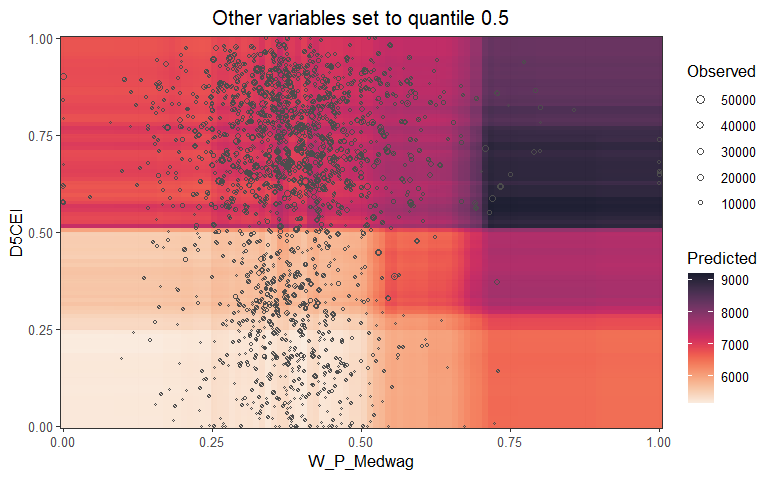 Other variables set to quantile 0.5
1.00
0.75
0.50
0.25
0.00
D5CEI
0.00 0.25 0.50 0.75 1.00
W_P_Medwag
Observed
50000
40000
30000
20000
10000
Predicted
9000
8000
7000
6000